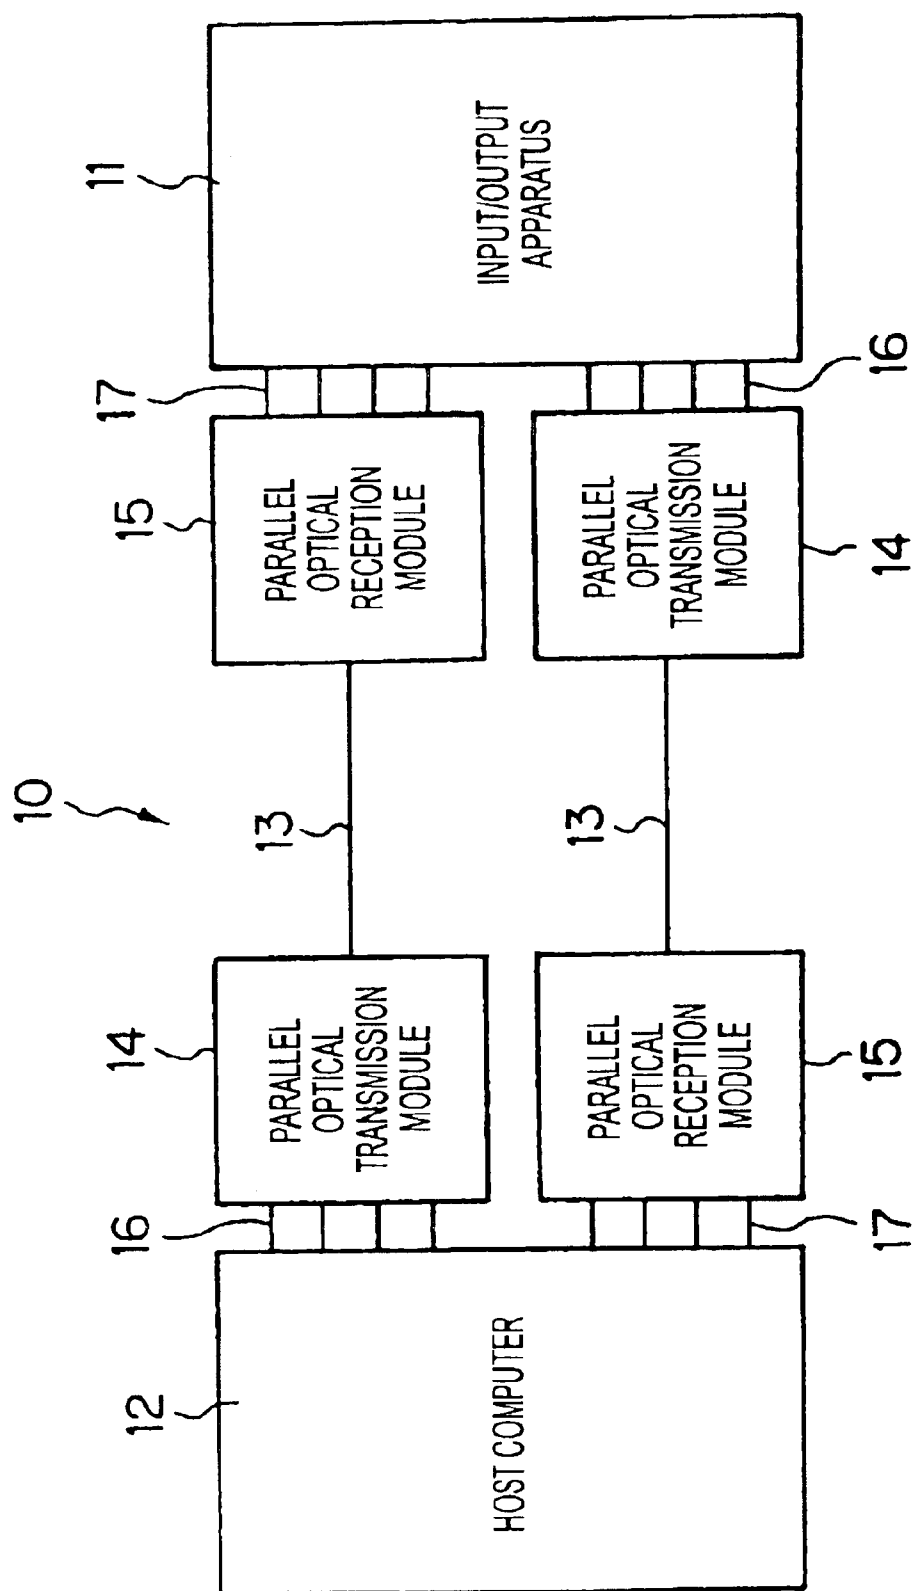 10
12
HOST COMPUTER
16
14
PARALLEL
OPTICAL
TRANSMISSION
MODULE
13
15
PARALLEL
OPTICAL
RECEPTION
MODULE
17
11
INPUT/OUTPUT
APPARATUS
17
PARALLEL
OPTICAL
RECEPTION
MODULE
15
13
PARALLEL
OPTICAL
TRANSMISSION
MODULE
14
16